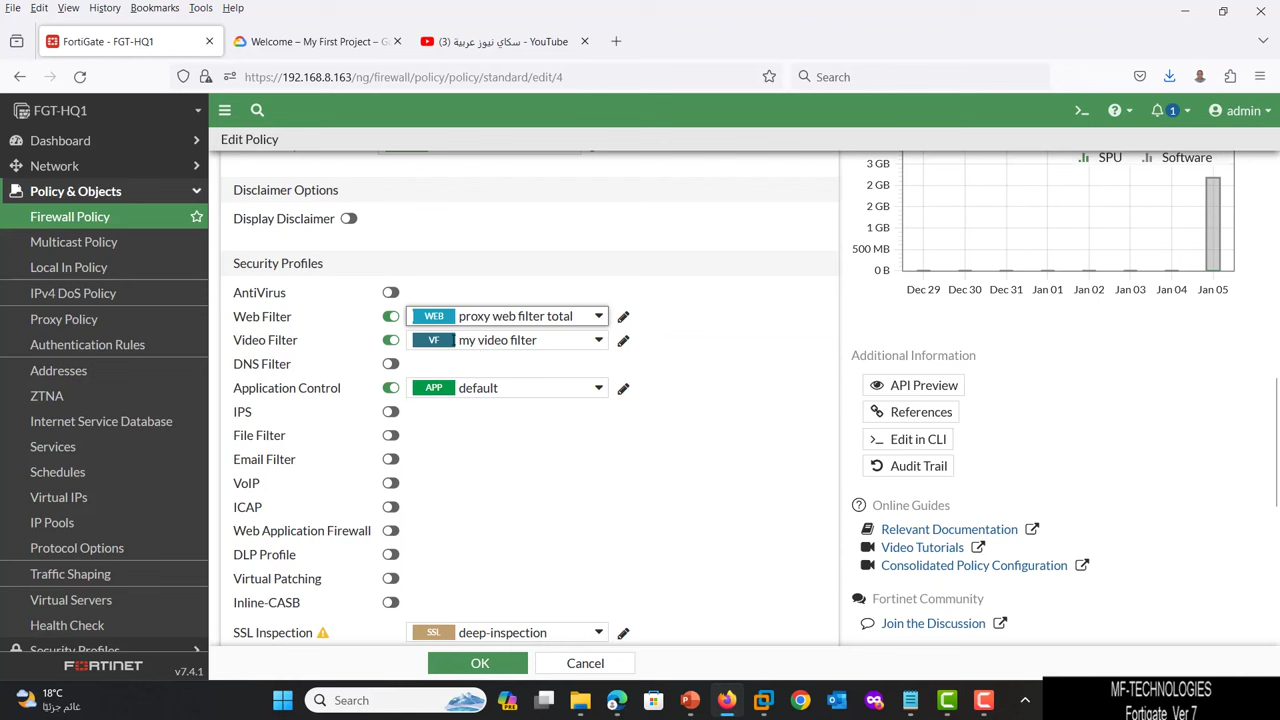 File Edit View History Bookmarks Tools Help
FortiGate - FGT-HQ1
Welcome – My First Project – G
(3) سكاي نيوز عربية - YouTube
https://192.168.8.163/ng/firewall/policy/policy/standard/edit/4
Search
FGT-HQ1
1
admin
Dashboard
Network
Policy & Objects
Firewall Policy
Multicast Policy
Local In Policy
IPv4 DoS Policy
Proxy Policy
Authentication Rules
Addresses
ZTNA
Internet Service Database
Services
Schedules
Virtual IPs
IP Pools
Protocol Options
Traffic Shaping
Virtual Servers
Health Check
Security Profiles
FORTINET
v7.4.1
Edit Policy
Disclaimer Options
Display Disclaimer
Security Profiles
AntiVirus
Web Filter WEB proxy web filter total
Video Filter VF my video filter
DNS Filter
Application Control APP default
IPS
File Filter
Email Filter
VoIP
ICAP
Web Application Firewall
DLP Profile
Virtual Patching
Inline-CASB
SSL Inspection SSL deep-inspection
OK Cancel
SPU Software
3 GB
2 GB
2 GB
1 GB
500 MB
0 B
Dec 29 Dec 30 Dec 31 Jan 01 Jan 02 Jan 03 Jan 04 Jan 05
Additional Information
API Preview
References
Edit in CLI
Audit Trail
Online Guides
Relevant Documentation
Video Tutorials
Consolidated Policy Configuration
Fortinet Community
Join the Discussion
18°C
غائم جزئيًا
Search
MF-TECHNOLOGIES
Fortigate_Ver 7